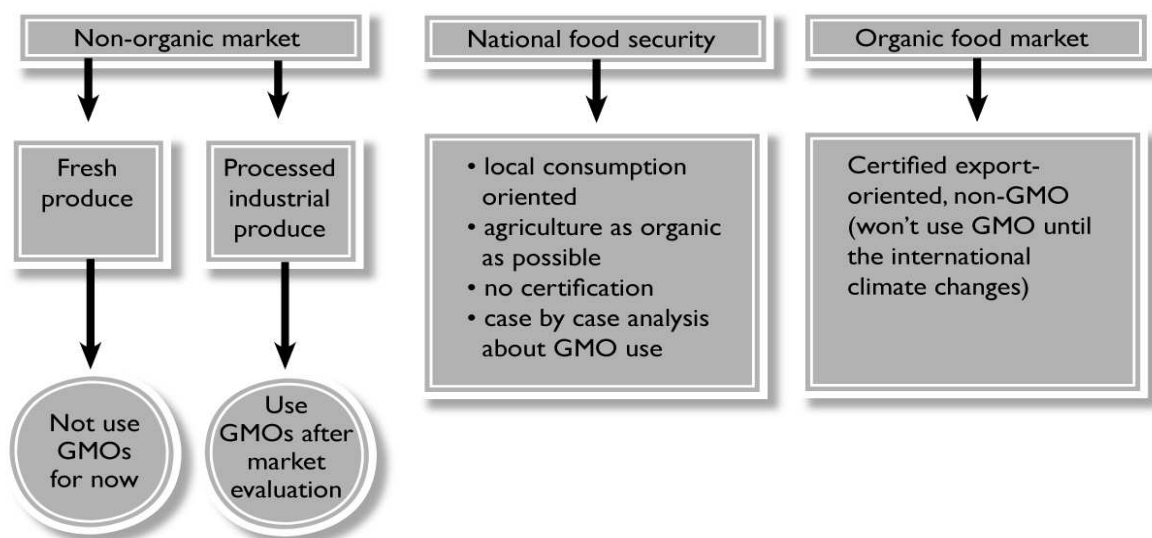 Non-organic market
Fresh
produce
Processed
industrial
produce
Not use
GMOs
for now
Use
GMOs after
market
evaluation
National food security
• local consumption
oriented
• agriculture as organic
as possible
• no certification
• case by case analysis
about GMO use
Organic food market
Certified export-
oriented, non-GMO
(won't use GMO until
the international
climate changes)